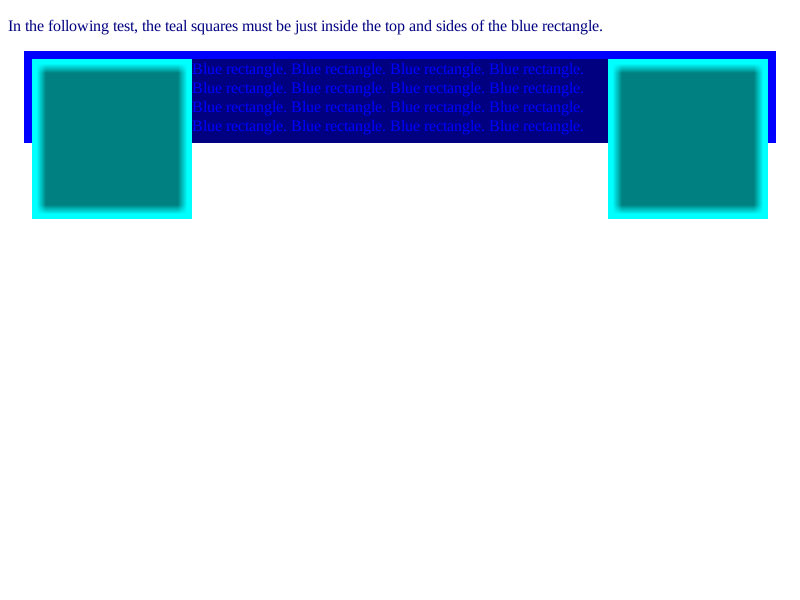 In the following test, the teal squares must be just inside the top and sides of the blue rectangle.
Blue rectangle. Blue rectangle. Blue rectangle. Blue rectangle.
Blue rectangle. Blue rectangle. Blue rectangle. Blue rectangle.
Blue rectangle. Blue rectangle. Blue rectangle. Blue rectangle.
Blue rectangle. Blue rectangle. Blue rectangle. Blue rectangle.